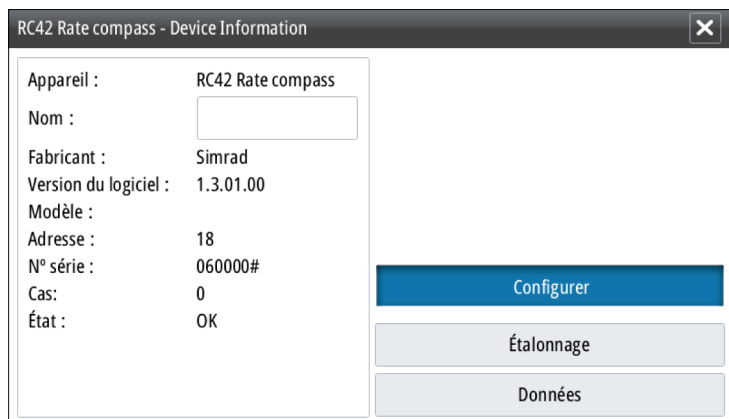 RC42 Rate compass - Device Information
Appareil : RC42 Rate compass
Nom :
Fabricant : Simrad
Version du logiciel : 1.3.01.00
Modèle :
Adresse : 18
Nº série : 060000#
Cas: 0
État : OK
Configurer
Étalonnage
Données